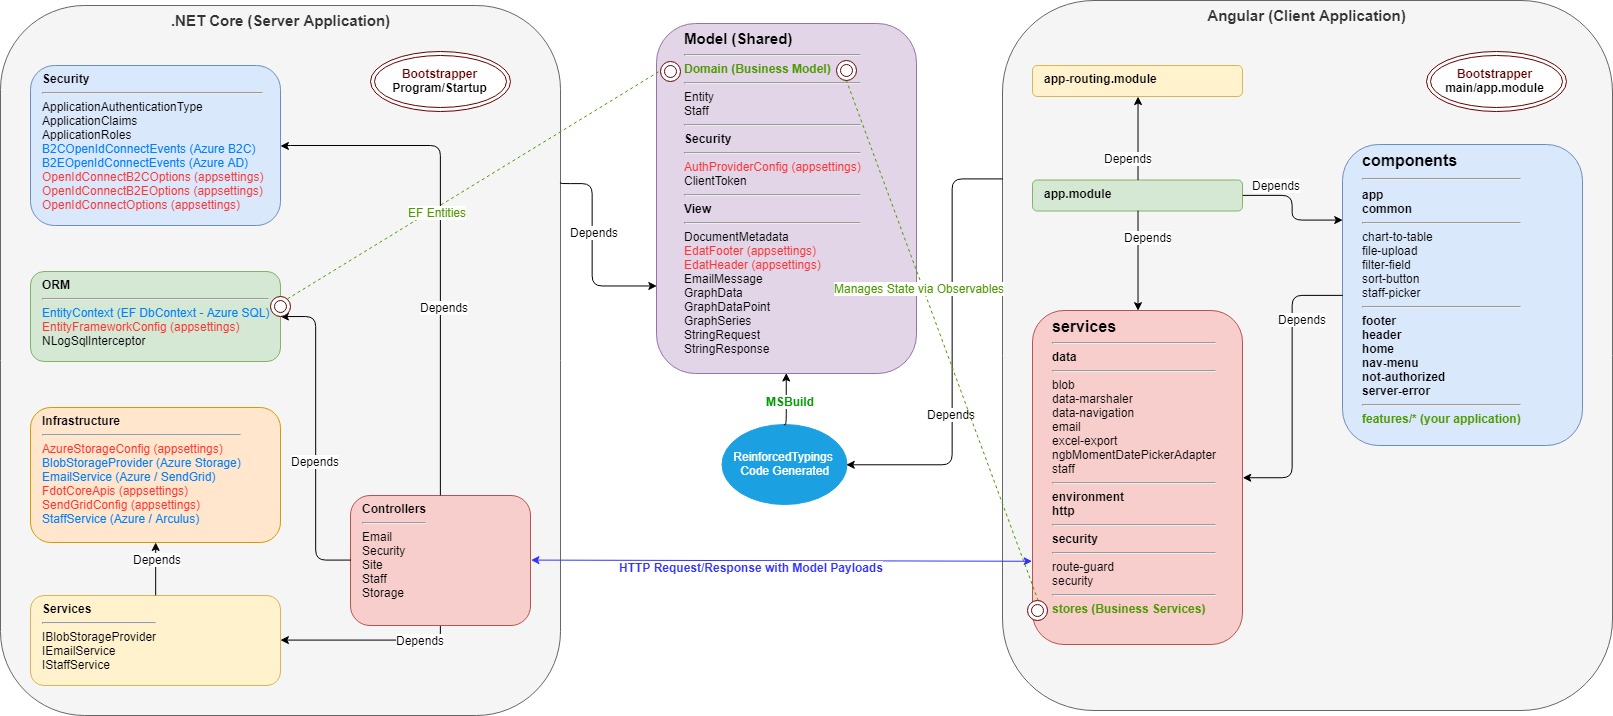 .NET Core (Server Application)
Bootstrapper
Program/Startup
Security
ApplicationAuthenticationType
ApplicationClaims
ApplicationRoles
B2COpenIdConnectEvents (Azure B2C)
B2EOpenIdConnectEvents (Azure AD)
OpenIdConnectB2COptions (appsettings)
OpenIdConnectB2EOptions (appsettings)
OpenIdConnectOptions (appsettings)
ORM
EntityContext (EF DbContext - Azure SQL)
EntityFrameworkConfig (appsettings)
NLogSqlInterceptor
Infrastructure
AzureStorageConfig (appsettings)
BlobStorageProvider (Azure Storage)
EmailService (Azure / SendGrid)
FdotCoreApis (appsettings)
SendGridConfig (appsettings)
StaffService (Azure / Arculus)
Depends
Services
IBlobStorageProvider
IEmailService
IStaffService
Controllers
Email
Security
Site
Staff
Storage
Depends
Depends
Depends
EF Entities
Depends
Model (Shared)
Domain (Business Model)
Entity
Staff
Security
AuthProviderConfig (appsettings)
ClientToken
View
DocumentMetadata
EdatFooter (appsettings)
EdatHeader (appsettings)
EmailMessage
GraphData
GraphDataPoint
GraphSeries
StringRequest
StringResponse
MSBuild
ReinforcedTypings
Code Generated
HTTP Request/Response with Model Payloads
Manages State via Observables
Depends
Angular (Client Application)
Bootstrapper
main/app.module
app-routing.module
Depends
app.module
Depends
Depends
services
data
blob
data-marshaler
data-navigation
email
excel-export
ngbMomentDatePickerAdapter
staff
environment
http
security
route-guard
security
stores (Business Services)
Depends
components
app
common
chart-to-table
file-upload
filter-field
sort-button
staff-picker
footer
header
home
nav-menu
not-authorized
server-error
features/* (your application)